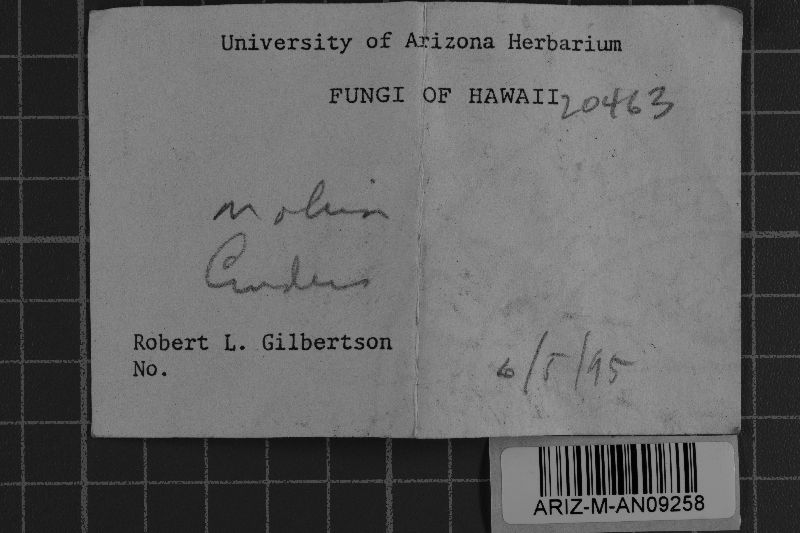 University of Arizona Herbarium
FUNGI OF HAWAII 20463
Robert L. Gilbertson
No.
6/5/95
ARIZ-M-AN09258